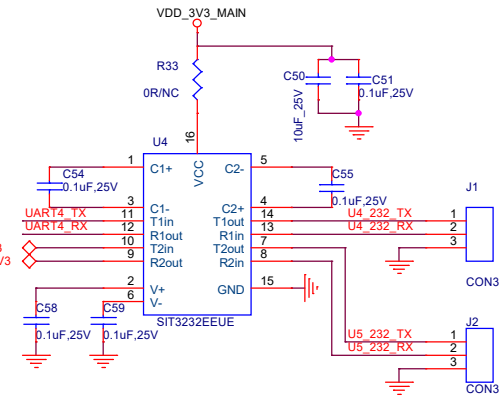 VDD_3V3_MAIN
R33
0R/NC
C50
10uF_25V
C51
0.1uF,25V
U4
16
VCC
C54
0.1uF,25V
1
C1+
C2-
5
C55
0.1uF,25V
3
C1-
C2+
4
UART4_TX
11
T1in
T1out
14
U4_232_TX
UART4_RX
12
R1out
R1in
13
U4_232_RX
10
T2in
T2out
7
V3
9
R2out
R2in
8
J1
1
2
3
CON3
2
V+
GND
15
6
V-
SIT3232EEUE
C58
0.1uF,25V
C59
0.1uF,25V
J2
U5_232_TX
1
U5_232_RX
2
3
CON3